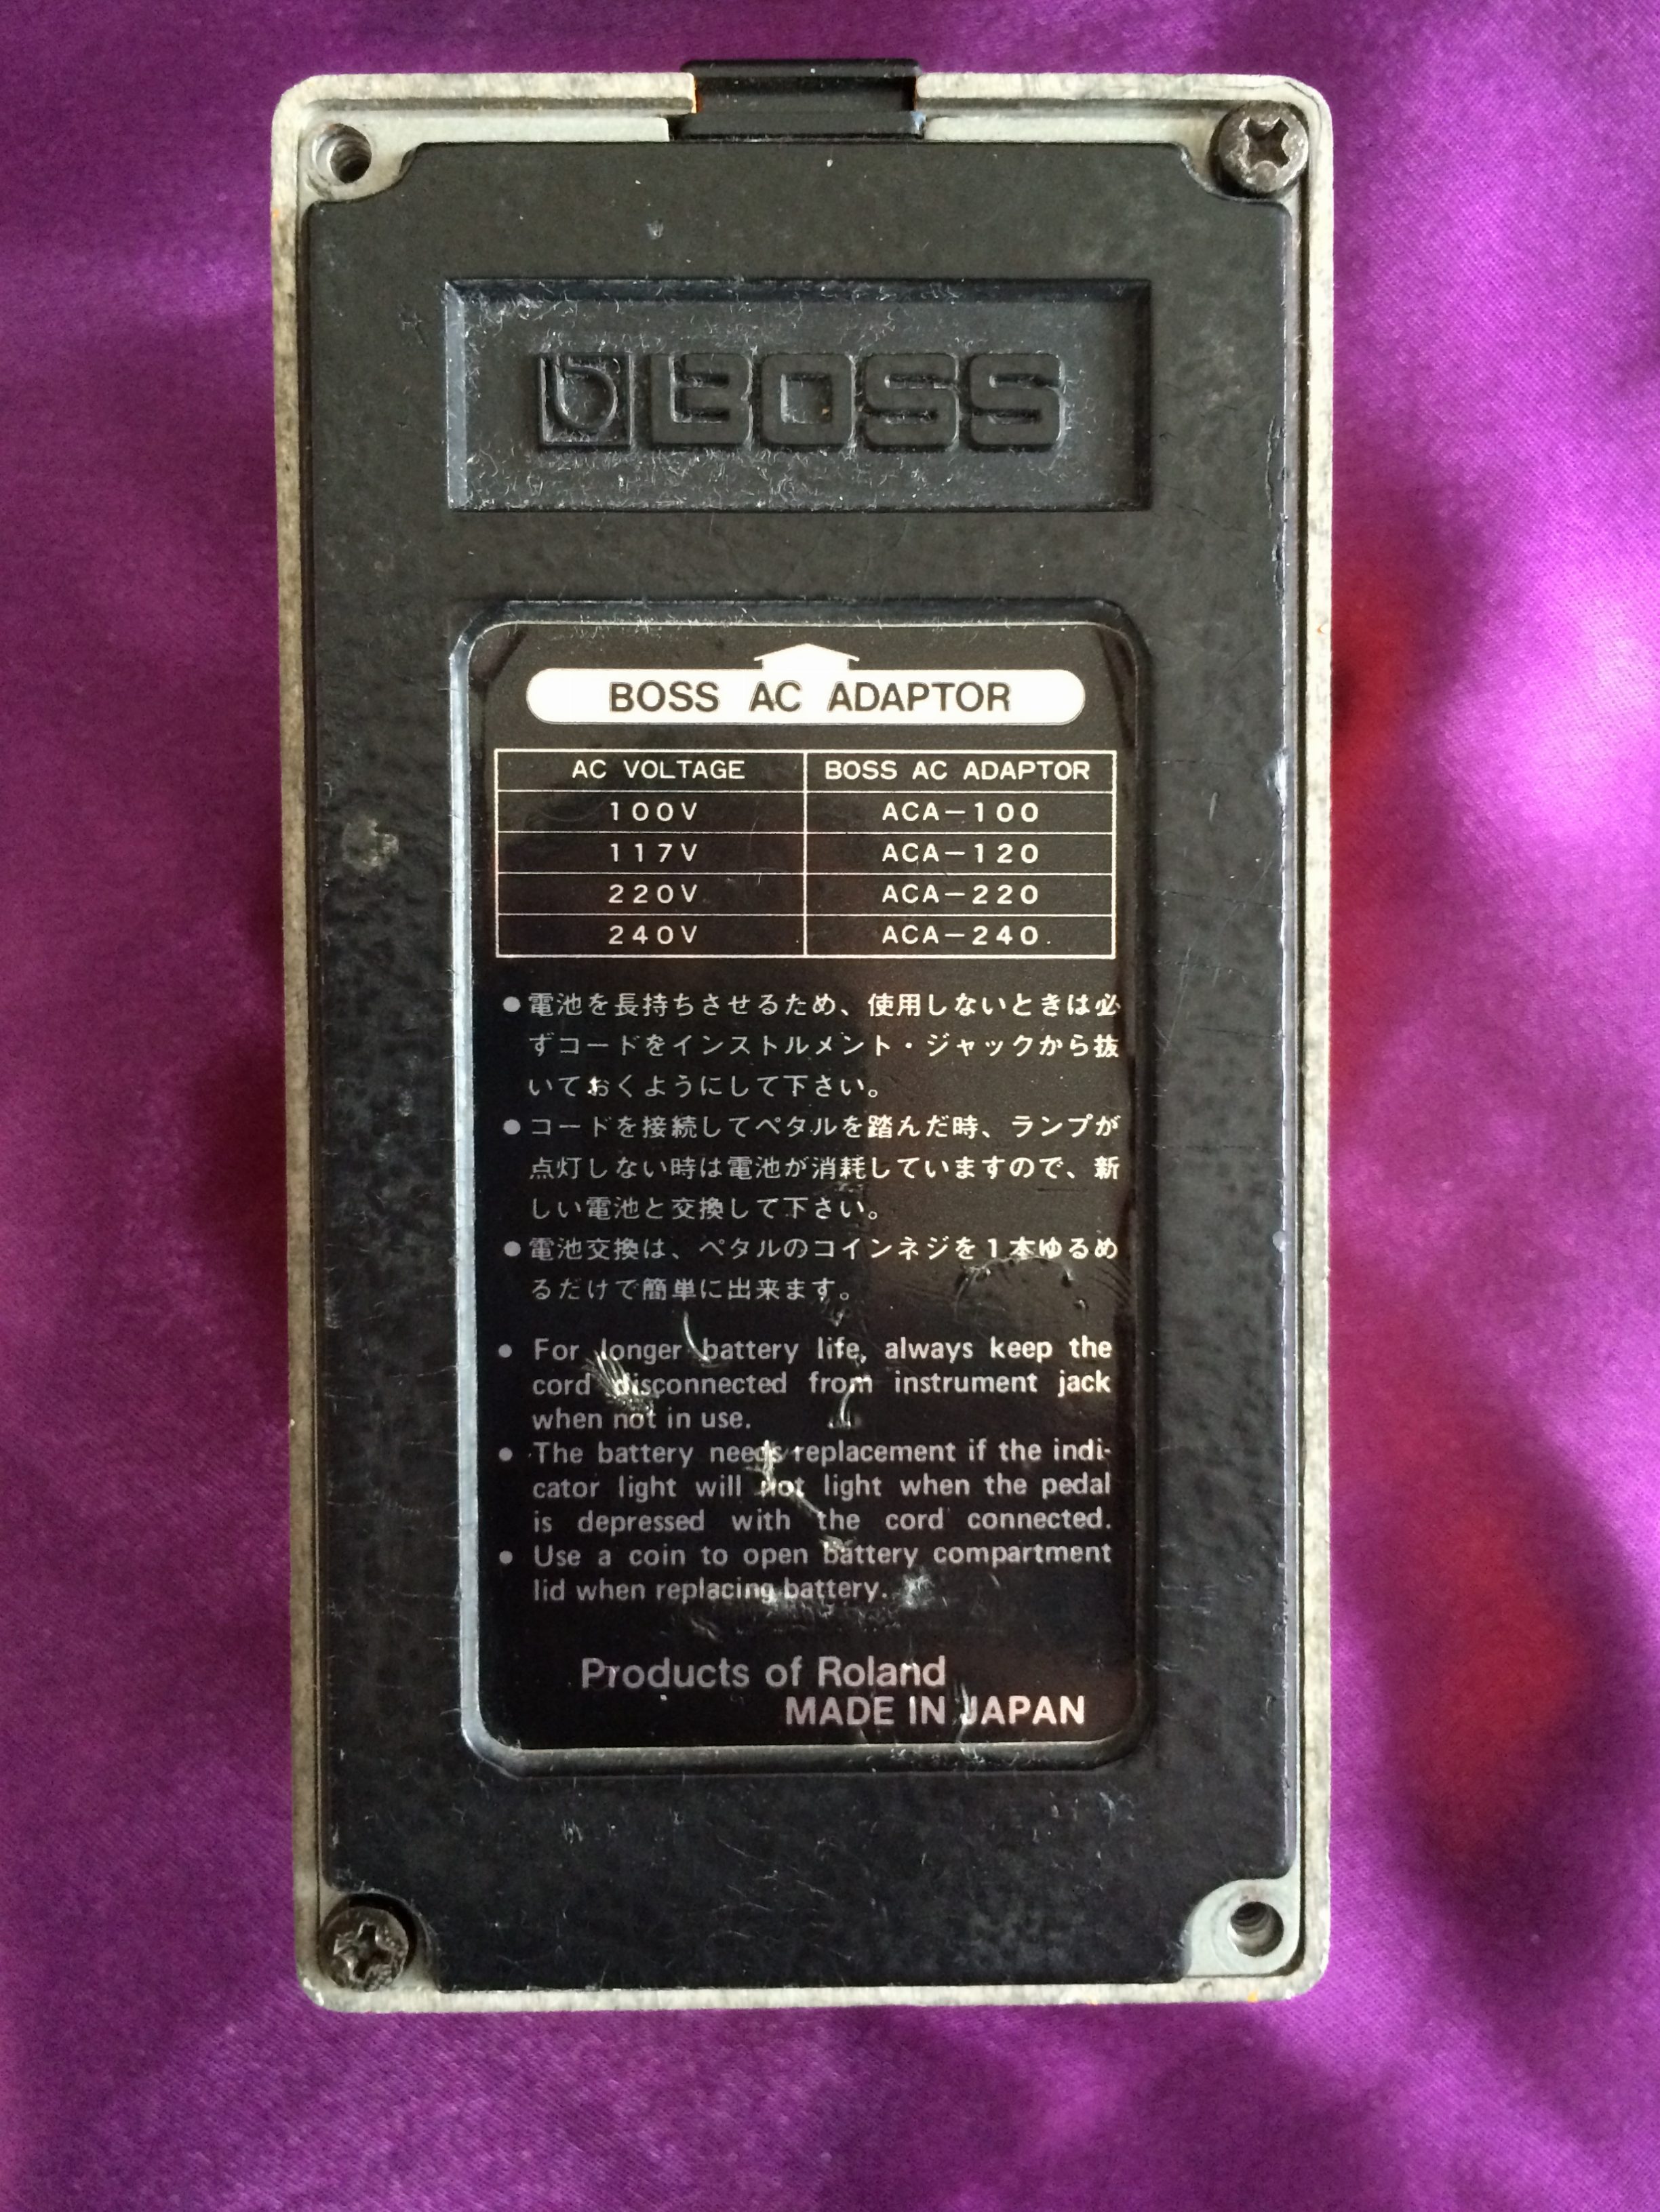 BOSS
BOSS AC ADAPTOR
AC VOLTAGE BOSS AC ADAPTOR
100V ACA-100
117V ACA-120
220V ACA-220
240V ACA-240
●電池を長持ちさせるため、使用しないときは必
ずコードをインストルメント・ジャックから抜
いておくようにして下さい。
●コードを接続してペダルを踏んだ時、ランプが
点灯しない時は電池が消耗していますので、新
しい電池と交換して下さい。
●電池交換は、ペダルのコインネジを1本ゆるめ
るだけで簡単に出来ます。
● For longer battery life, always keep the
cord disconnected from instrument jack
when not in use.
● The battery needs replacement if the indi-
cator light will not light when the pedal
is depressed with the cord connected.
● Use a coin to open battery compartment
lid when replacing battery.
Products of Roland
MADE IN JAPAN